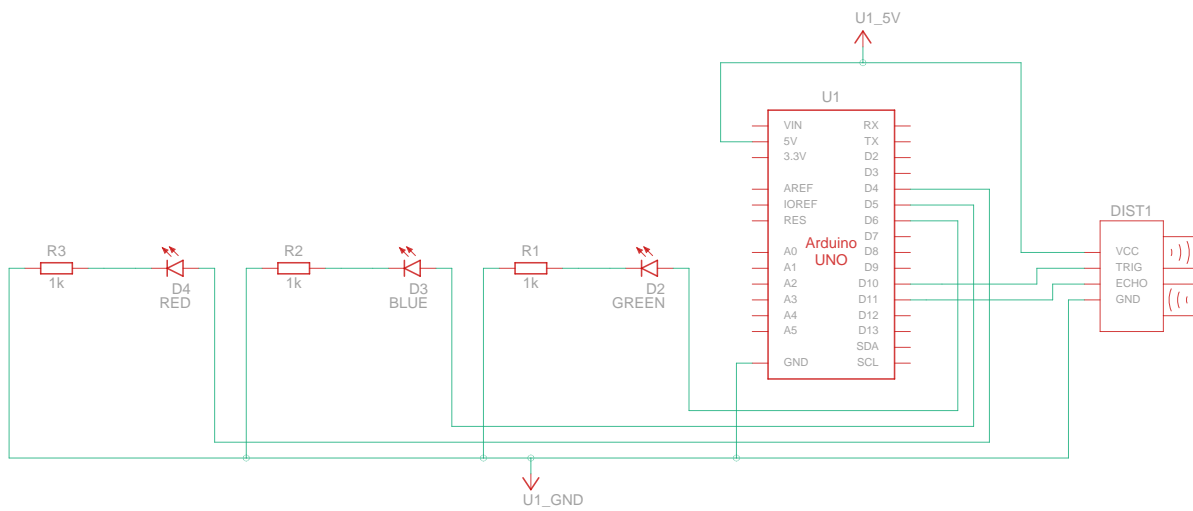 U1_5V
U1
VIN
5V
3.3V
AREF
IOREF
RES
A0
A1
A2
A3
A4
A5
GND
Arduino
UNO
RX
TX
D2
D3
D4
D5
D6
D7
D8
D9
D10
D11
D12
D13
SDA
SCL
DIST1
VCC
TRIG
ECHO
GND
R3
1k
D4
RED
R2
1k
D3
BLUE
R1
1k
D2
GREEN
U1_GND